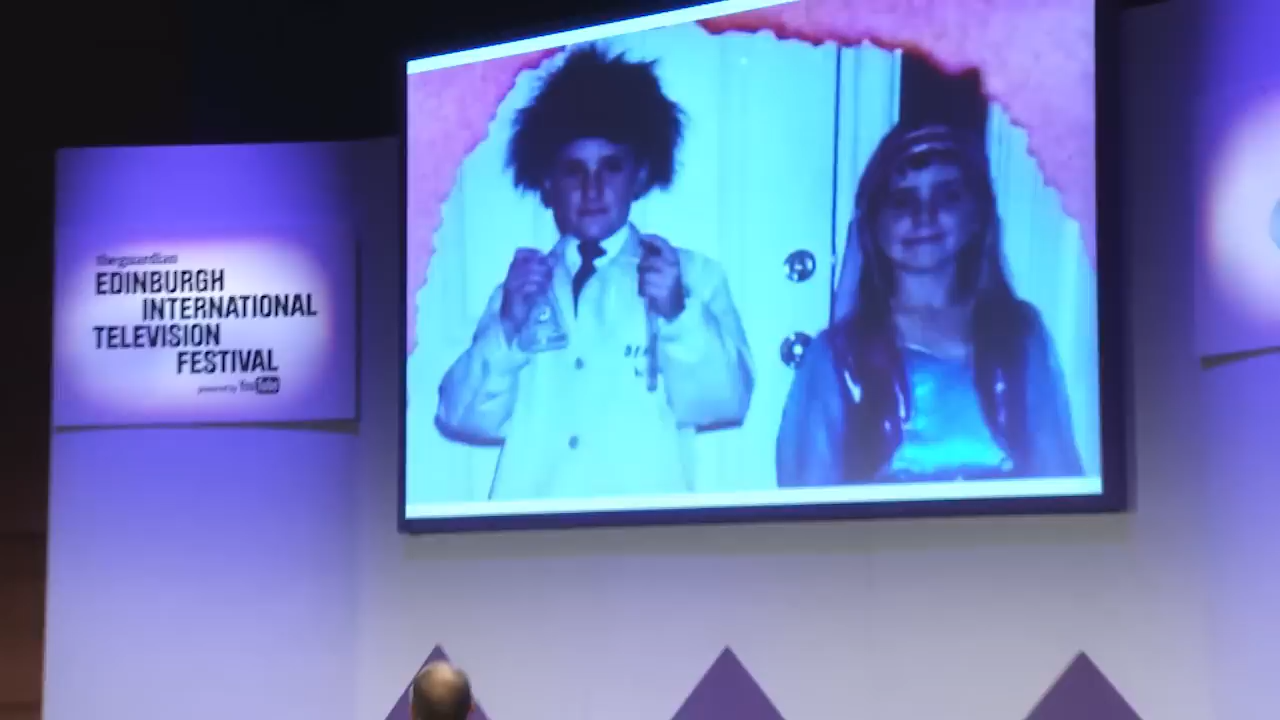 theguardian
EDINBURGH
INTERNATIONAL
TELEVISION
FESTIVAL
powered by YouTube